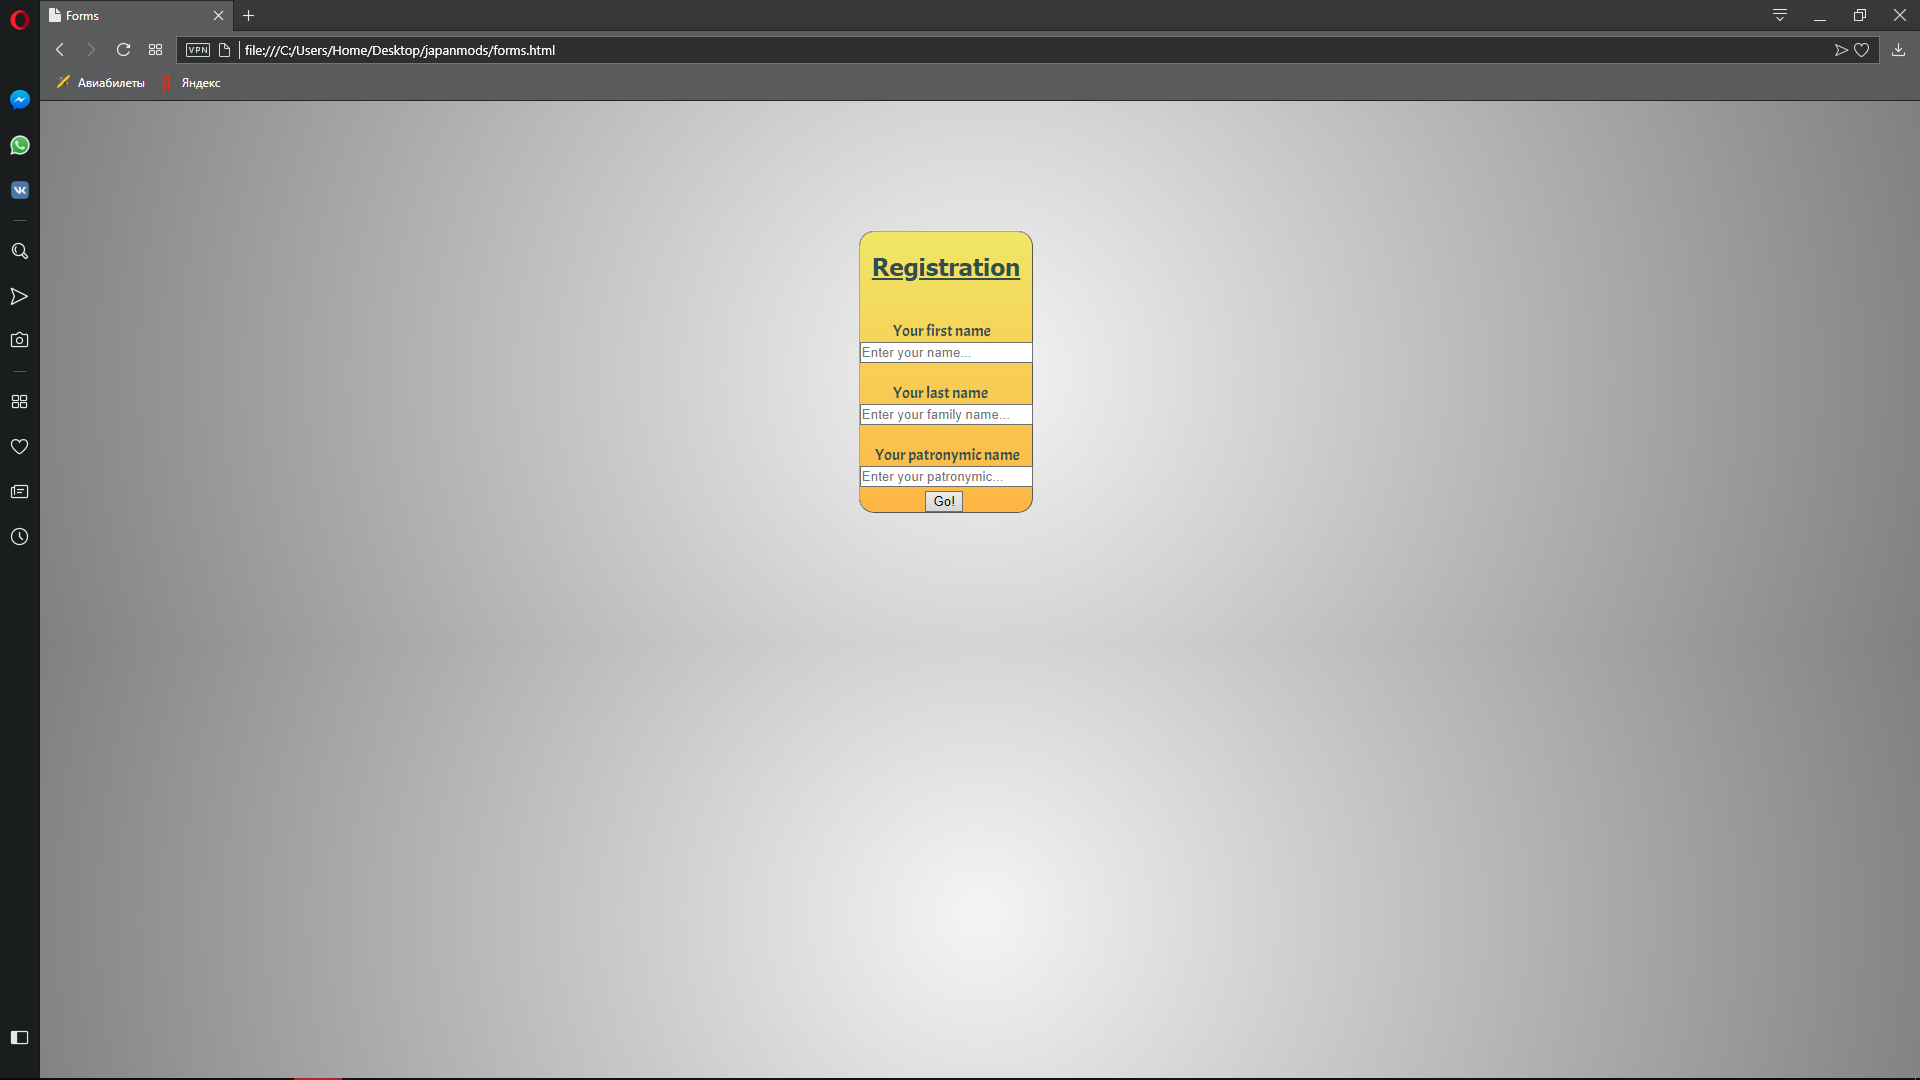 Forms
VPN
file:///C:/Users/Home/Desktop/japanmods/forms.html
Авиабилеты
Яндекс
Registration
Your first name
Enter your name...
Your last name
Enter your family name...
Your patronymic name
Enter your patronymic...
Go!